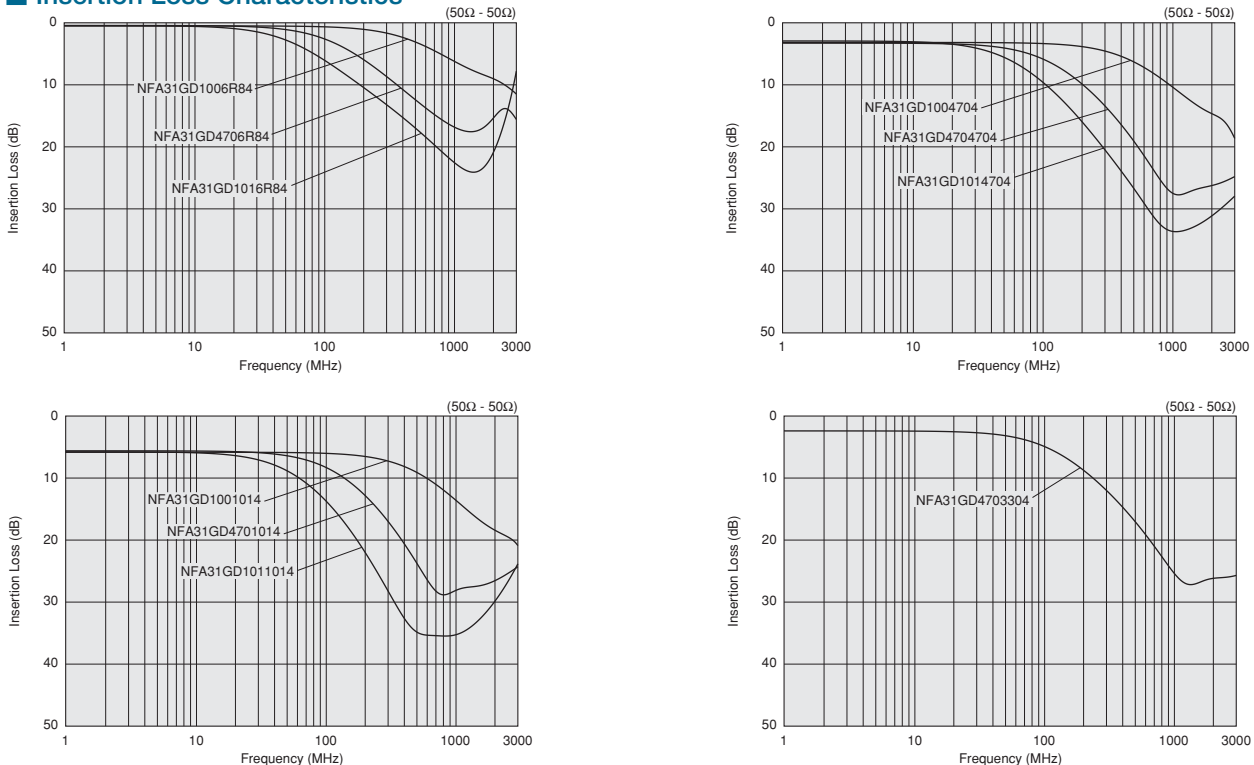 ■ Insertion Loss Characteristics
(50Ω - 50Ω)
0
10
20
30
40
50
Insertion Loss (dB)
NFA31GD1006R84
NFA31GD4706R84
NFA31GD1016R84
1 10 100 1000 3000
Frequency (MHz)
(50Ω - 50Ω)
0
10
20
30
40
50
Insertion Loss (dB)
NFA31GD1004704
NFA31GD4704704
NFA31GD1014704
1 10 100 1000 3000
Frequency (MHz)
(50Ω - 50Ω)
0
10
20
30
40
50
Insertion Loss (dB)
NFA31GD1001014
NFA31GD4701014
NFA31GD1011014
1 10 100 1000 3000
Frequency (MHz)
(50Ω - 50Ω)
0
10
20
30
40
50
Insertion Loss (dB)
NFA31GD4703304
1 10 100 1000 3000
Frequency (MHz)